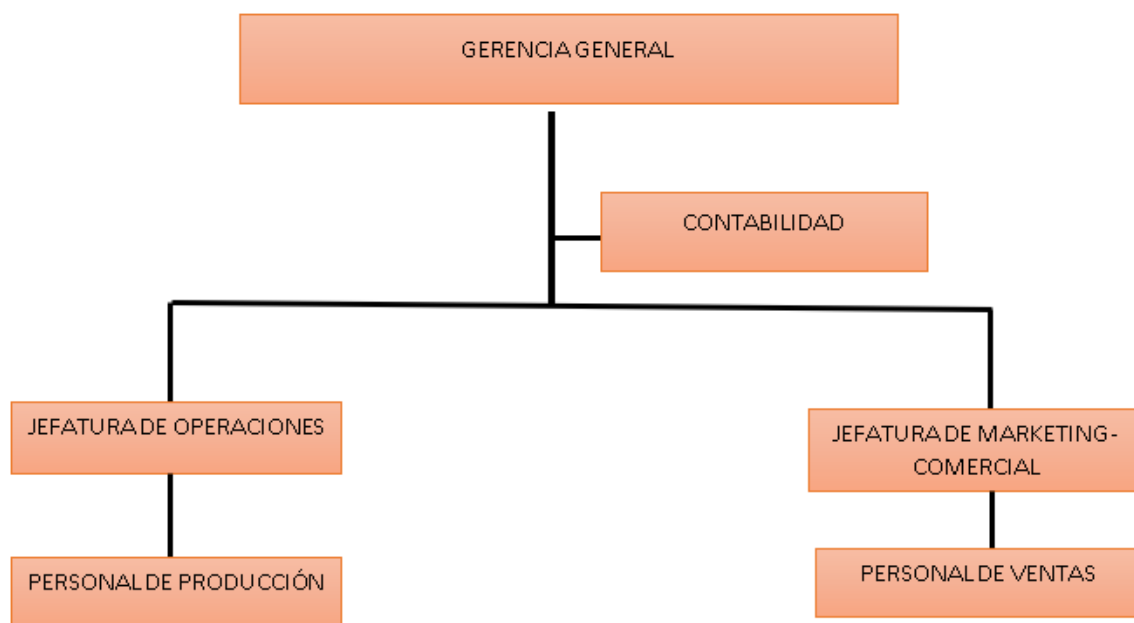 GERENCIA GENERAL
CONTABILIDAD
JEFATURA DE OPERACIONES
JEFATURA DE MARKETING-
COMERCIAL
PERSONAL DE PRODUCCIÓN
PERSONAL DE VENTAS